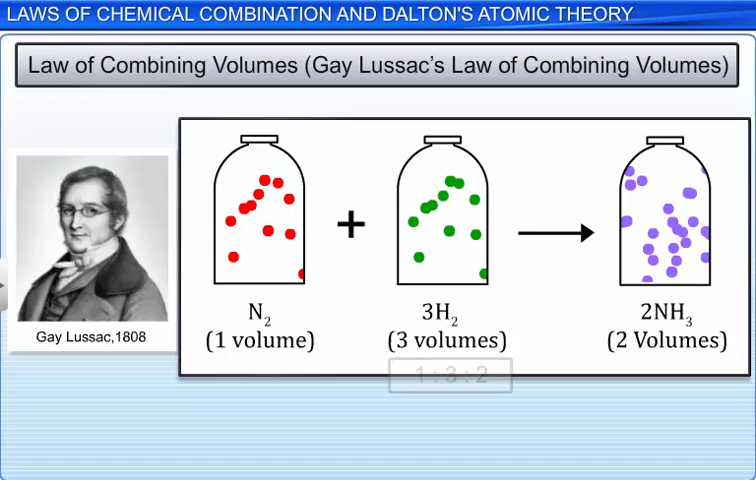 LAWS OF CHEMICAL COMBINATION AND DALTON'S ATOMIC THEORY
Law of Combining Volumes (Gay Lussac's Law of Combining Volumes)
+
N₂
(1 volume)
3H₂
(3 volumes)
2NH₃
(2 Volumes)
Gay Lussac,1808
1 : 3 : 2